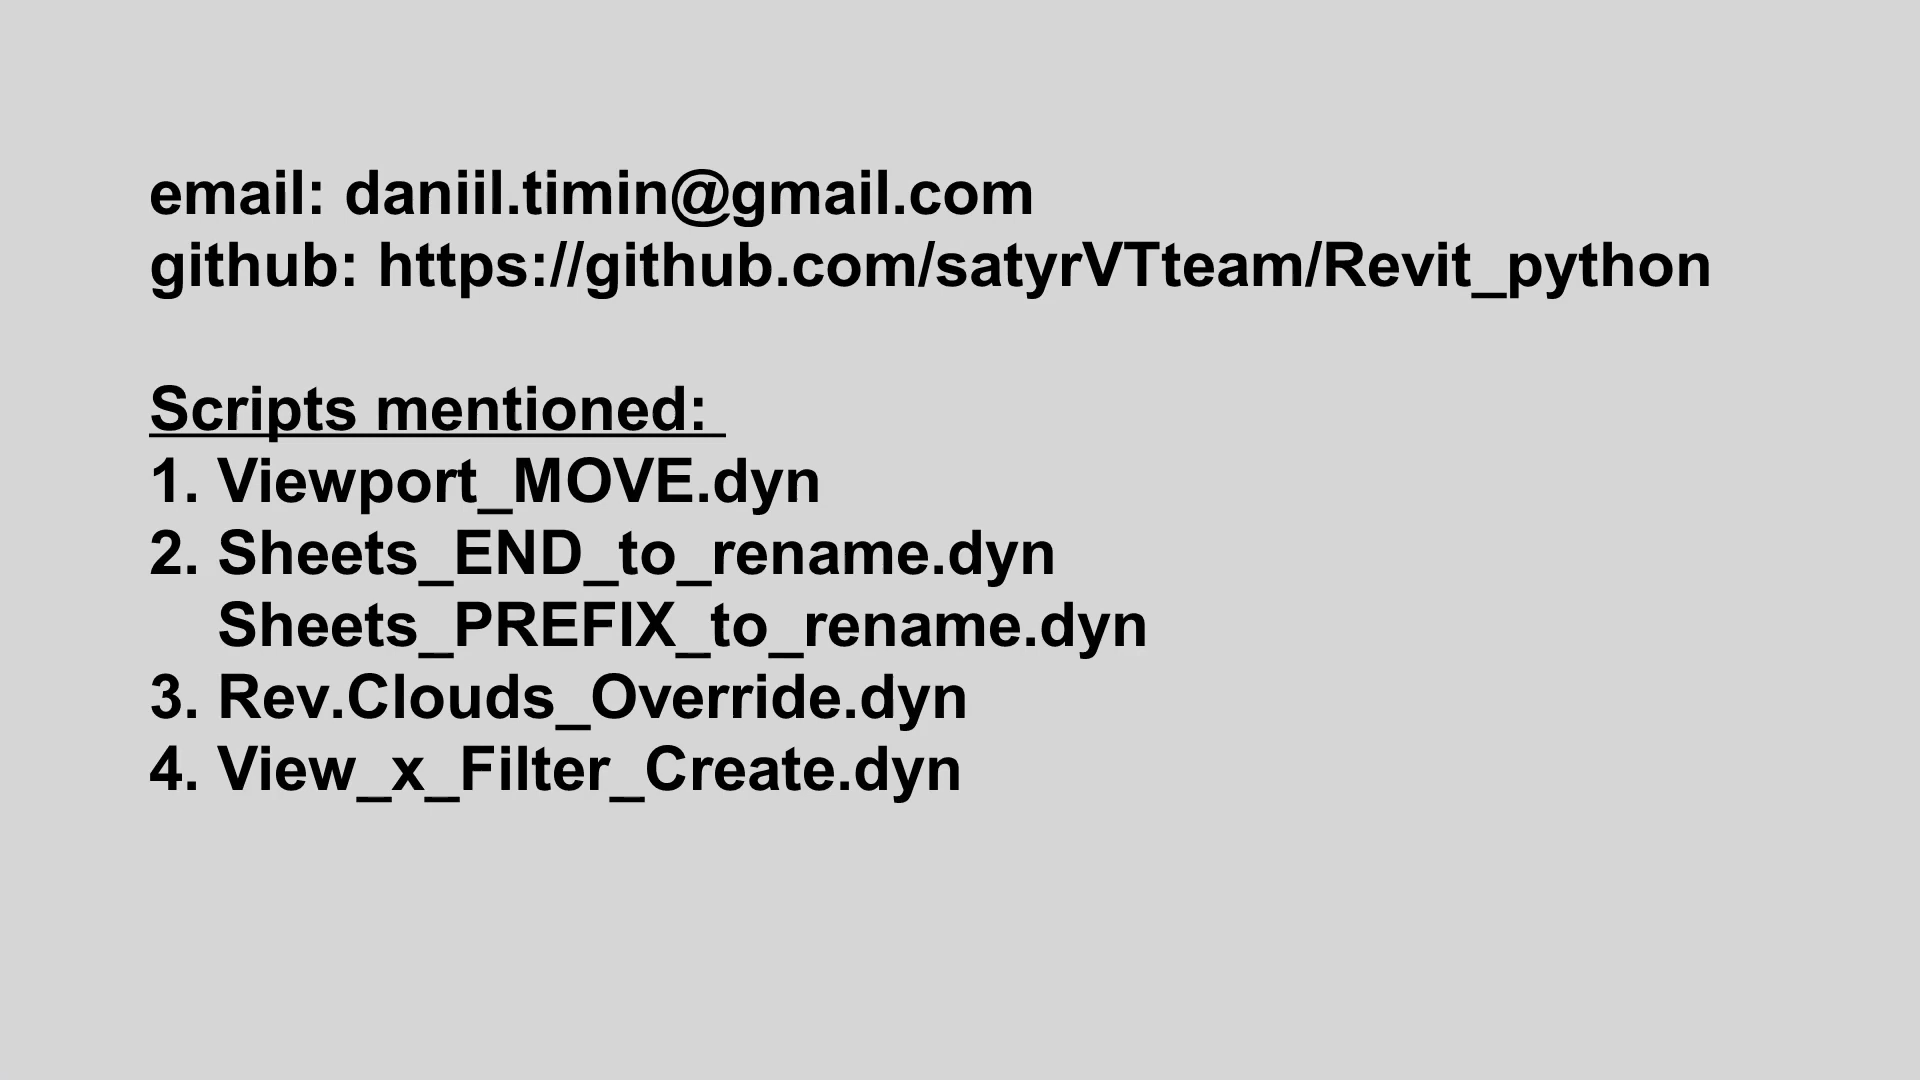 email: daniil.timin@gmail.com
github: https://github.com/satyrVTteam/Revit_python
Scripts mentioned:
1. Viewport_MOVE.dyn
2. Sheets_END_to_rename.dyn
Sheets_PREFIX_to_rename.dyn
3. Rev.Clouds_Override.dyn
4. View_x_Filter_Create.dyn